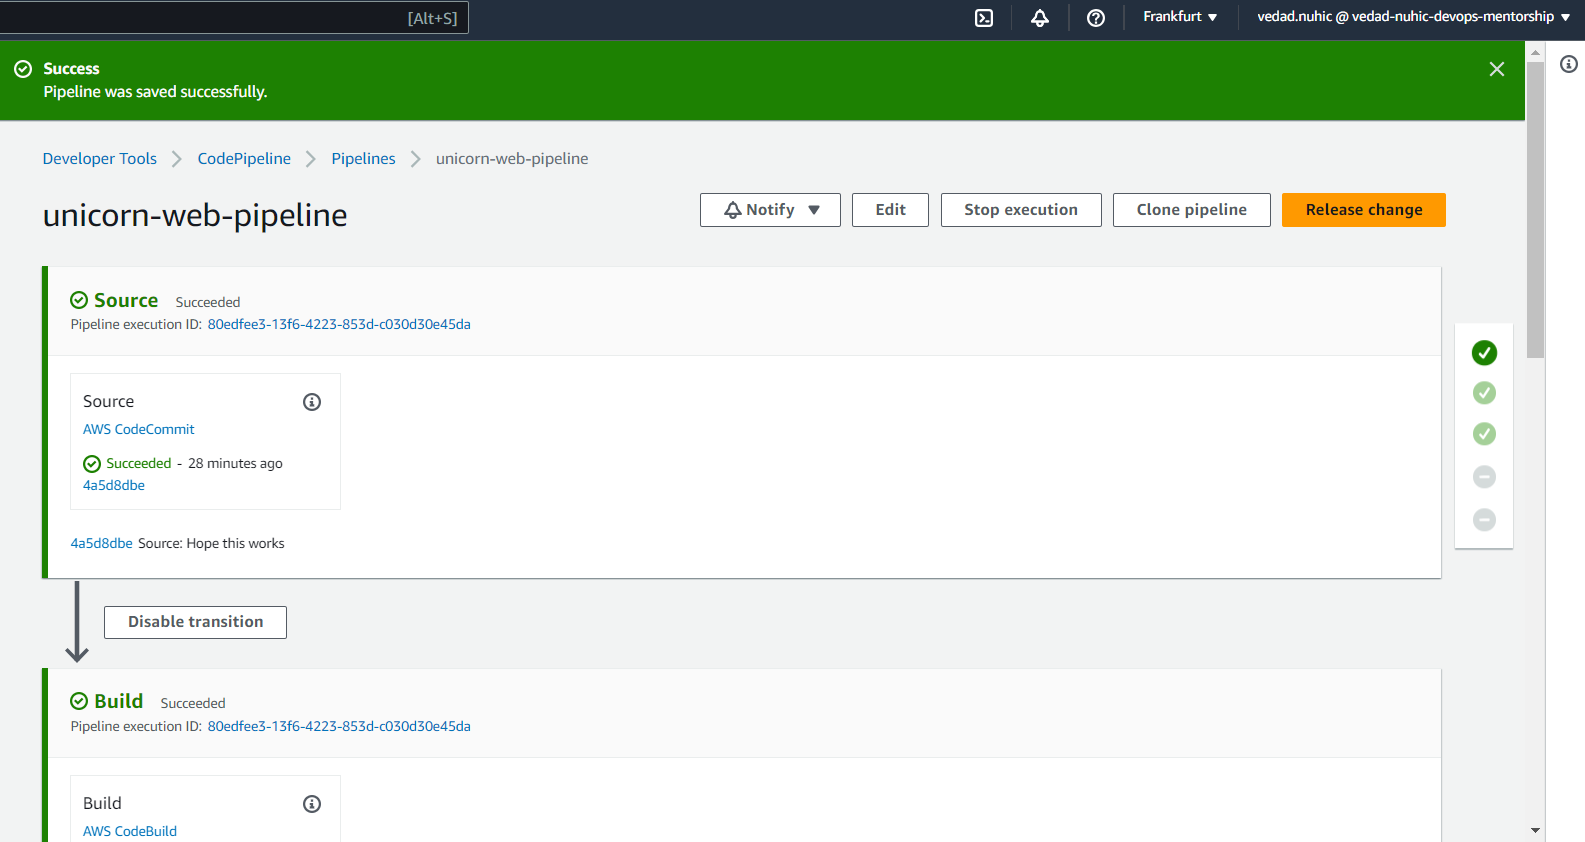 [Alt+S]
Frankfurt
vedad.nuhic @ vedad-nuhic-devops-mentorship
Success
Pipeline was saved successfully.
Developer Tools
CodePipeline
Pipelines
unicorn-web-pipeline
unicorn-web-pipeline
Notify
Edit
Stop execution
Clone pipeline
Release change
Source Succeeded
Pipeline execution ID: 80edfee3-13f6-4223-853d-c030d30e45da
Source
AWS CodeCommit
Succeeded - 28 minutes ago
4a5d8dbe
4a5d8dbe Source: Hope this works
Disable transition
Build Succeeded
Pipeline execution ID: 80edfee3-13f6-4223-853d-c030d30e45da
Build
AWS CodeBuild